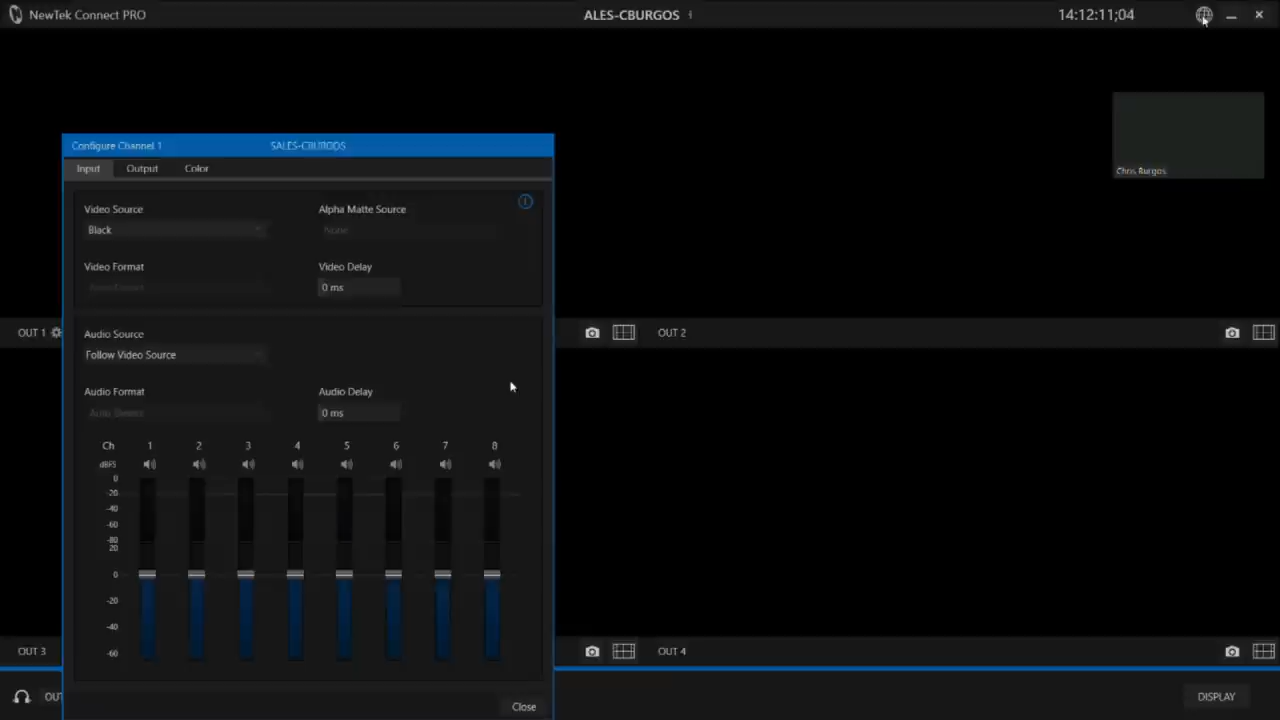 NewTek Connect PRO
ALES-CBURGOS
14:12:11;04
Chris Burgos
Configure Channel 1
Input Output Color
Video Source Alpha Matte Source
Black None
Video Format Video Delay
0 ms
Audio Source
Follow Video Source
Audio Format Audio Delay
0 ms
Ch 1 2 3 4 5 6 7 8
dBFS
0
-20
-40
-60
-80
20
0
-20
-40
-60
Close
OUT 1
OUT 2
OUT 3
OUT 4
DISPLAY